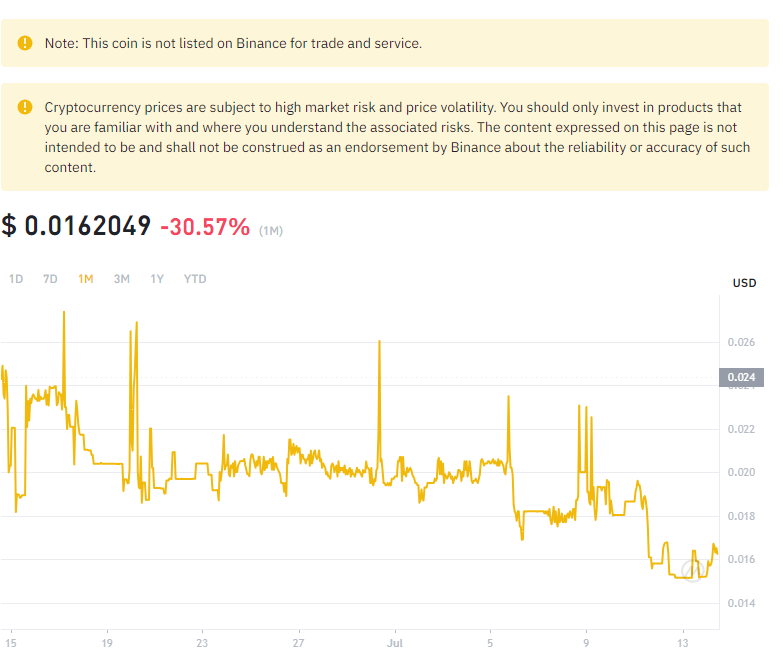 Note: This coin is not listed on Binance for trade and service.
Cryptocurrency prices are subject to high market risk and price volatility. You should only invest in products that
you are familiar with and where you understand the associated risks. The content expressed on this page is not
intended to be and shall not be construed as an endorsement by Binance about the reliability or accuracy of such
content.
$ 0.0162049 -30.57% (1M)
1D 7D 1M 3M 1Y YTD
USD
0.026
0.024
0.022
0.020
0.018
0.016
0.014
15 19 23 27 Jul 5 9 13